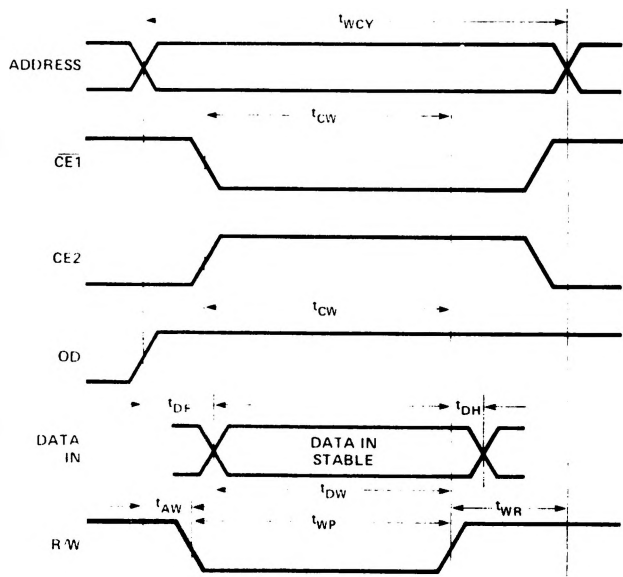 tWCY
ADDRESS
tCW
CE1
CE2
tCW
OD
tDF
tDH
DATA
IN
DATA IN
STABLE
tDW
tAW
tWP
tWR
R/W